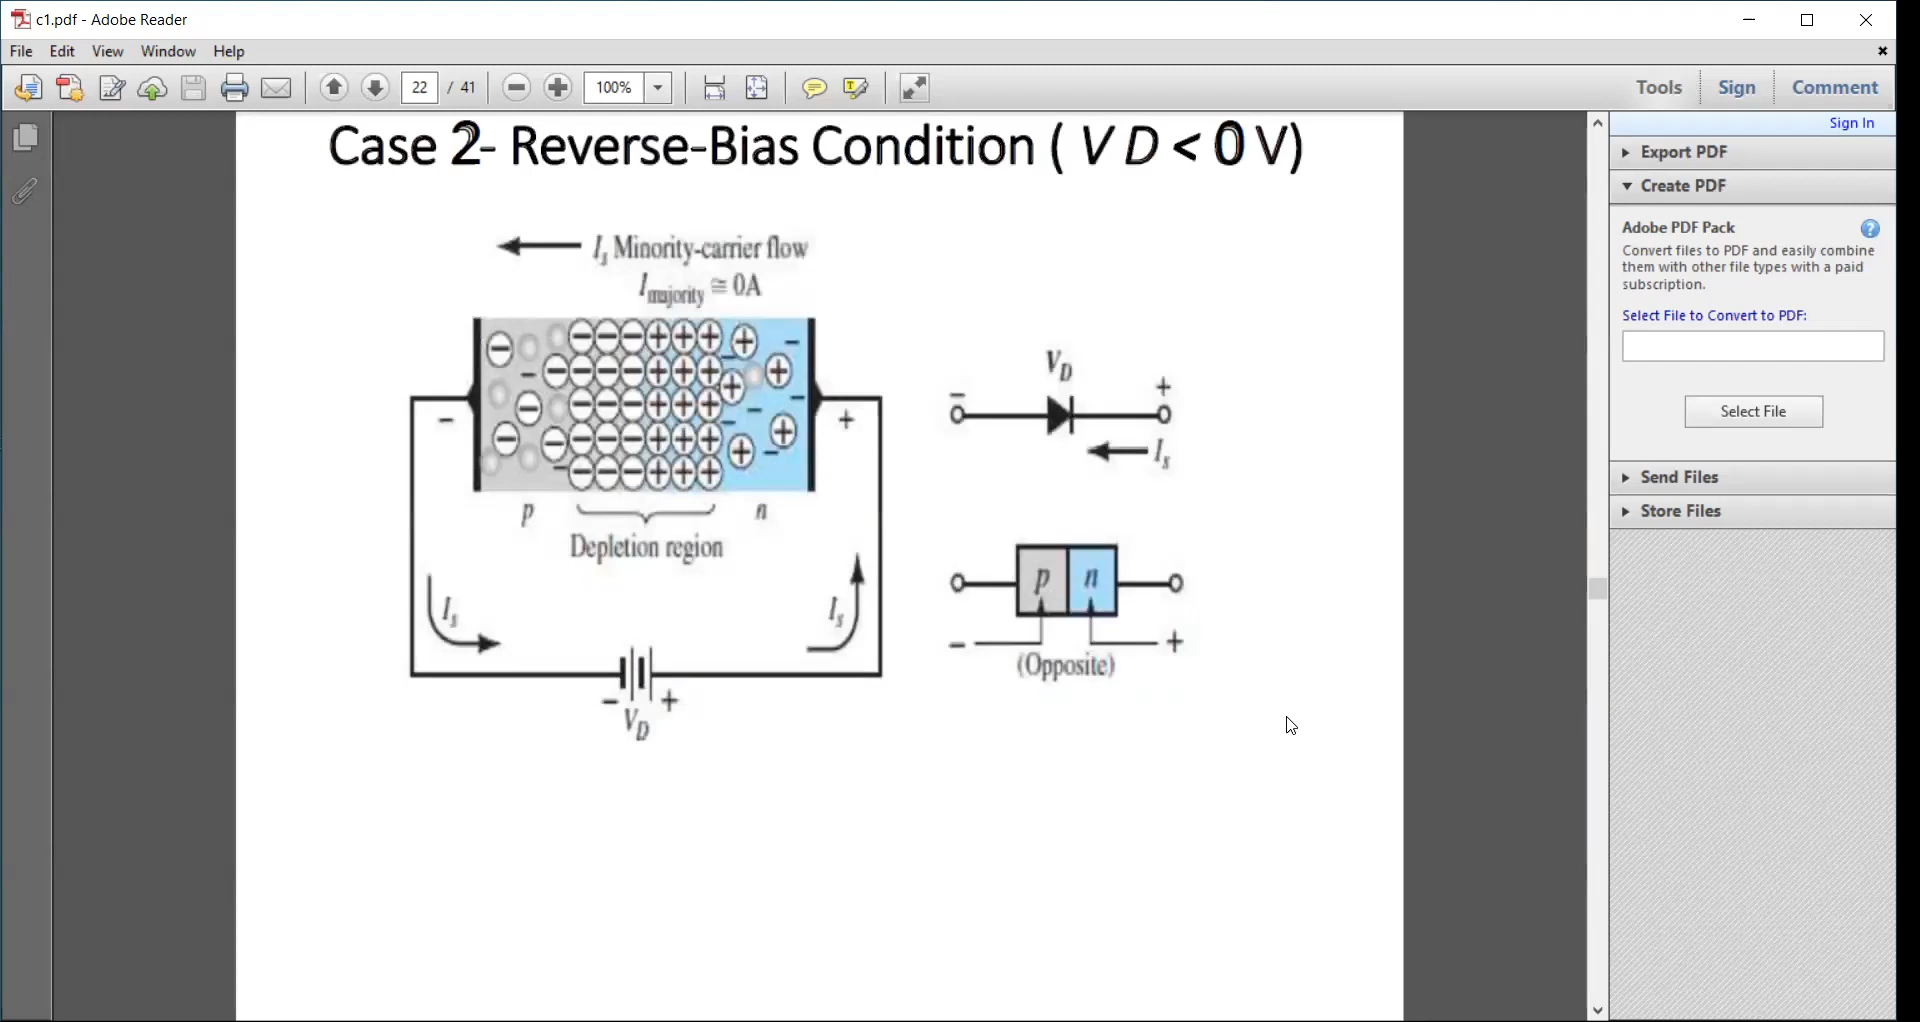 c1.pdf - Adobe Reader
File Edit View Window Help
22 / 41 100% Tools Sign Comment
Sign In
Export PDF
Create PDF
Adobe PDF Pack
Convert files to PDF and easily combine
them with other file types with a paid
subscription.
Select File to Convert to PDF:
Select File
Send Files
Store Files
Case 2- Reverse-Bias Condition ( V D < 0 V)
Is Minority-carrier flow
Imajority ≅ 0A
- +
p n
Depletion region
Is Is
- +
VD
VD
- +
Is
p n
- +
(Opposite)